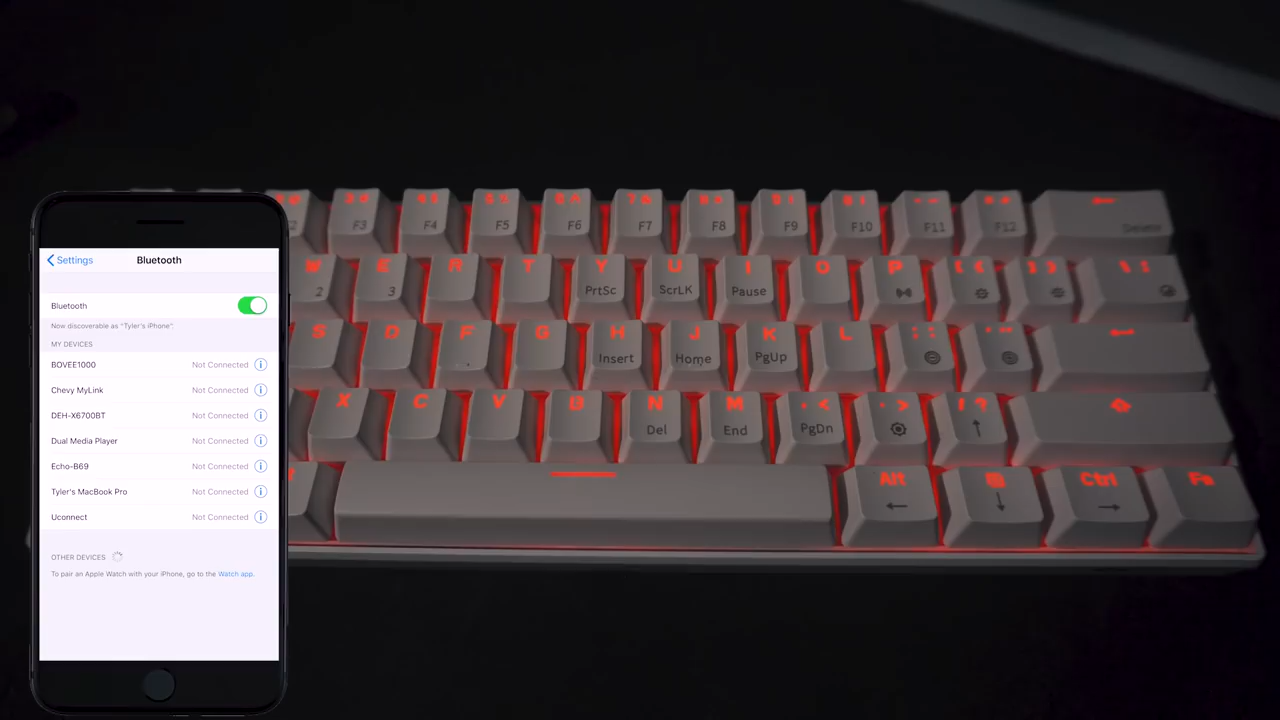 Settings
Bluetooth
Bluetooth
Now discoverable as "Tyler's iPhone".
MY DEVICES
BOVEE1000 Not Connected
Chevy MyLink Not Connected
DEH-X6700BT Not Connected
Dual Media Player Not Connected
Echo-B69 Not Connected
Tyler's MacBook Pro Not Connected
Uconnect Not Connected
OTHER DEVICES
To pair an Apple Watch with your iPhone, go to the Watch app.
F3 F4 F5 F6 F7 F8 F9 F10 F11 F12 Delete
W E R T Y U I O P
2 3 PrtSc ScrLK Pause
S D F G H J K L
Insert Home PgUp
X C V B N M , < . > / ?
Del End PgDn
Alt Ctrl Fn